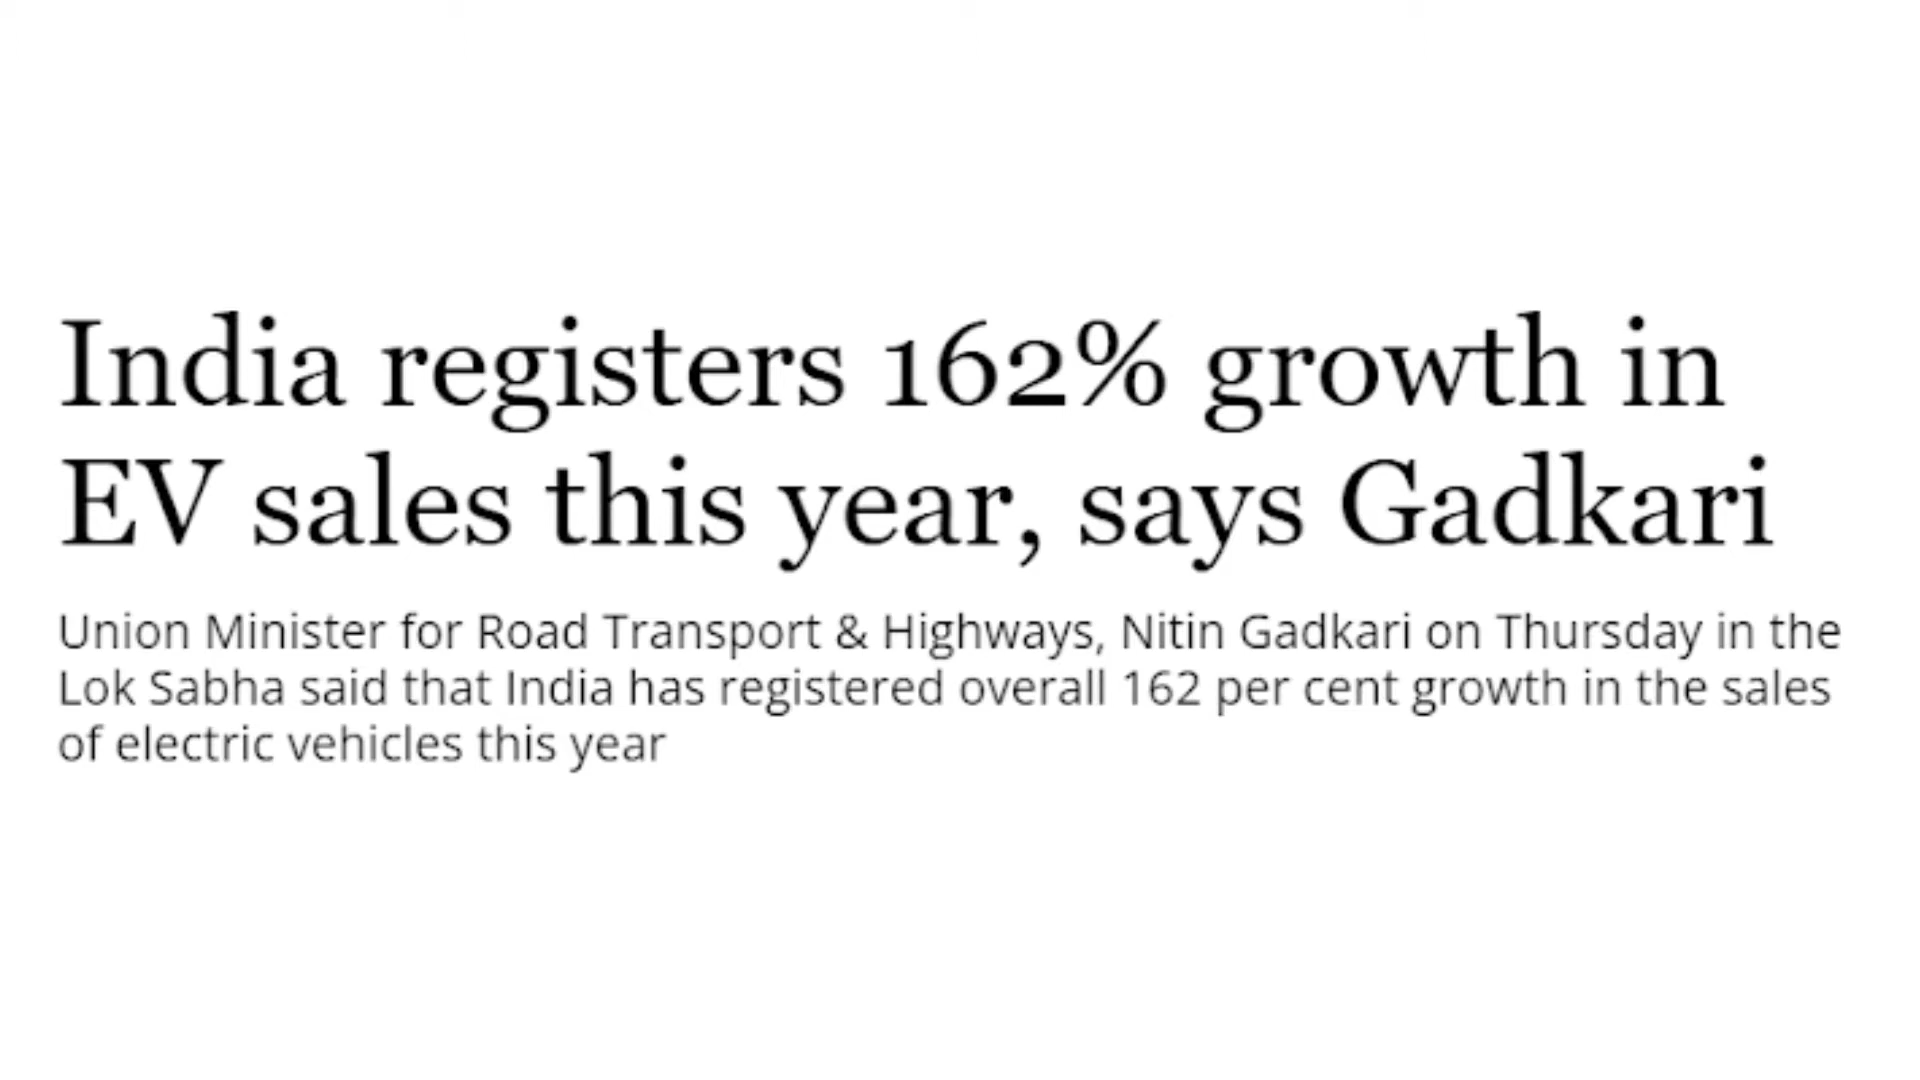 India registers 162% growth in
EV sales this year, says Gadkari
Union Minister for Road Transport & Highways, Nitin Gadkari on Thursday in the
Lok Sabha said that India has registered overall 162 per cent growth in the sales
of electric vehicles this year